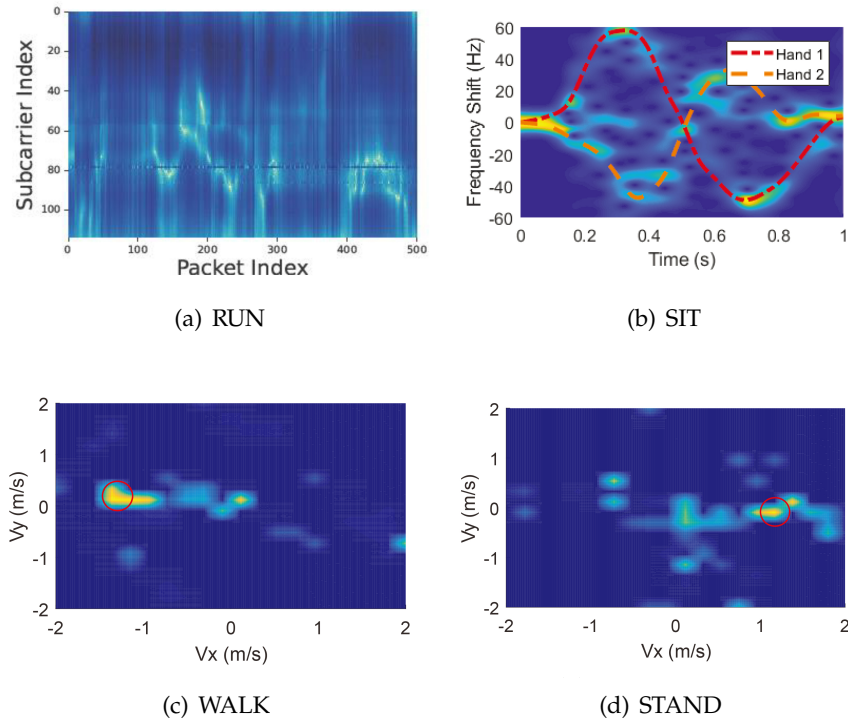 0
20
40
60
80
100
Subcarrier Index
0 100 200 300 400 500
Packet Index
(a) RUN
60
40
20
0
-20
-40
-60
Frequency Shift (Hz)
Hand 1
Hand 2
0 0.2 0.4 0.6 0.8 1
Time (s)
(b) SIT
2
1
0
-1
-2
Vy (m/s)
-2 -1 0 1 2
Vx (m/s)
(c) WALK
2
1
0
-1
-2
Vy (m/s)
-2 -1 0 1 2
Vx (m/s)
(d) STAND